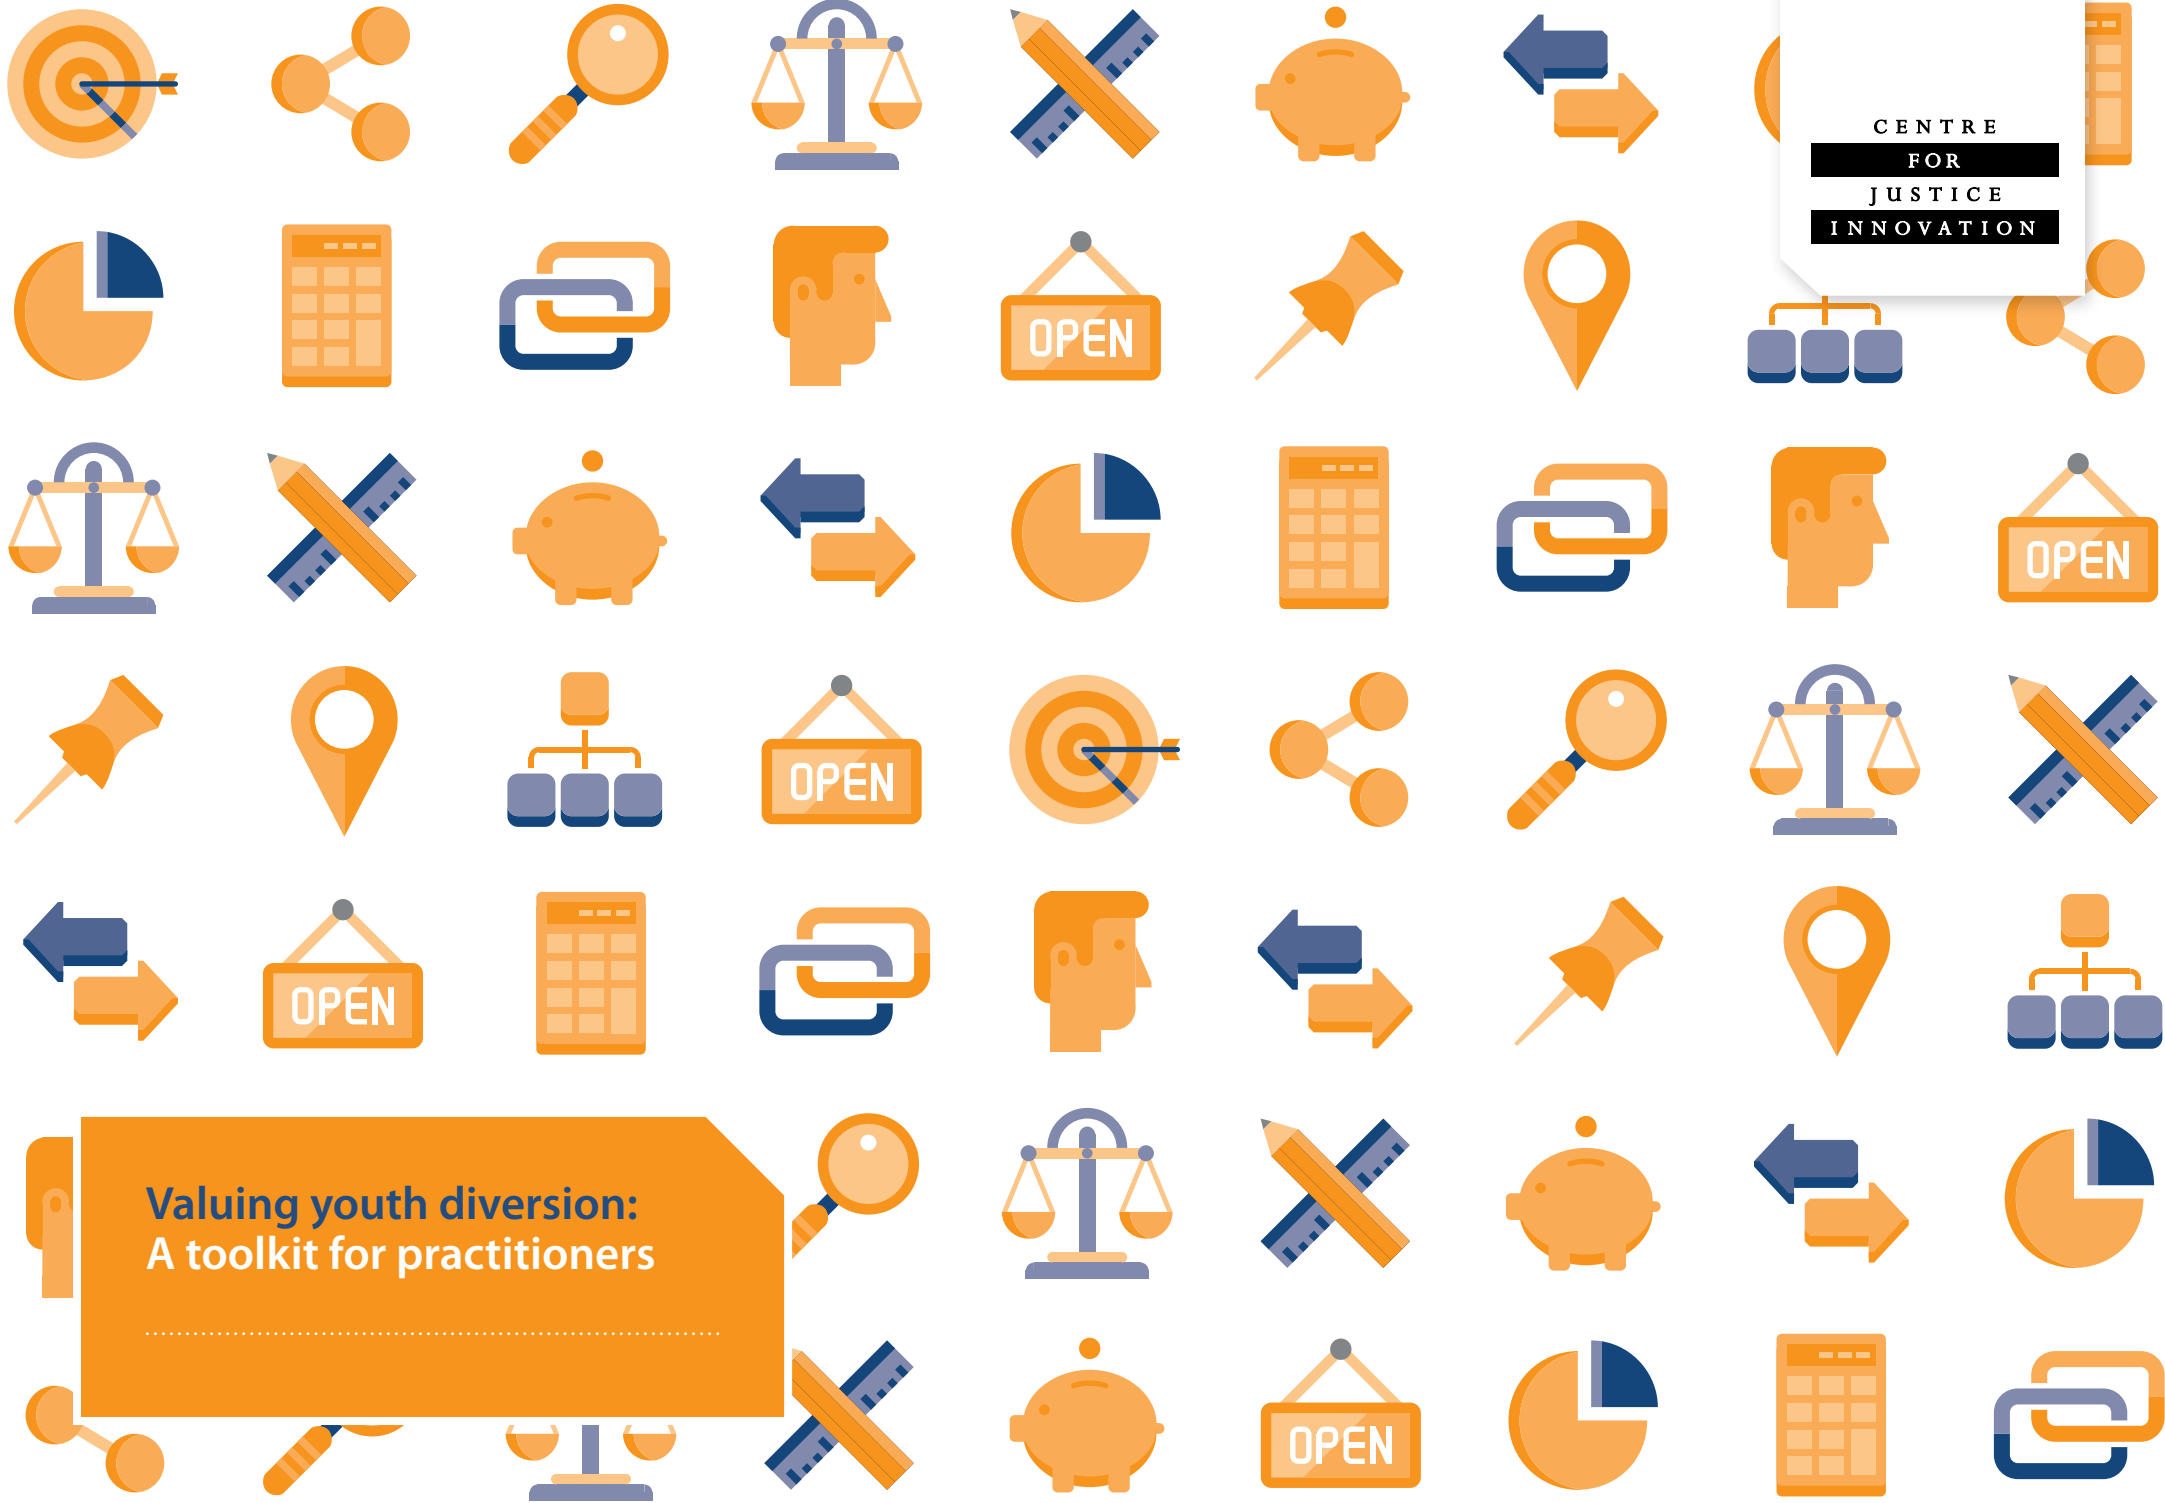 CENTRE
FOR
JUSTICE
INNOVATION
OPEN
OPEN
OPEN
OPEN
Valuing youth diversion:
A toolkit for practitioners
OPEN